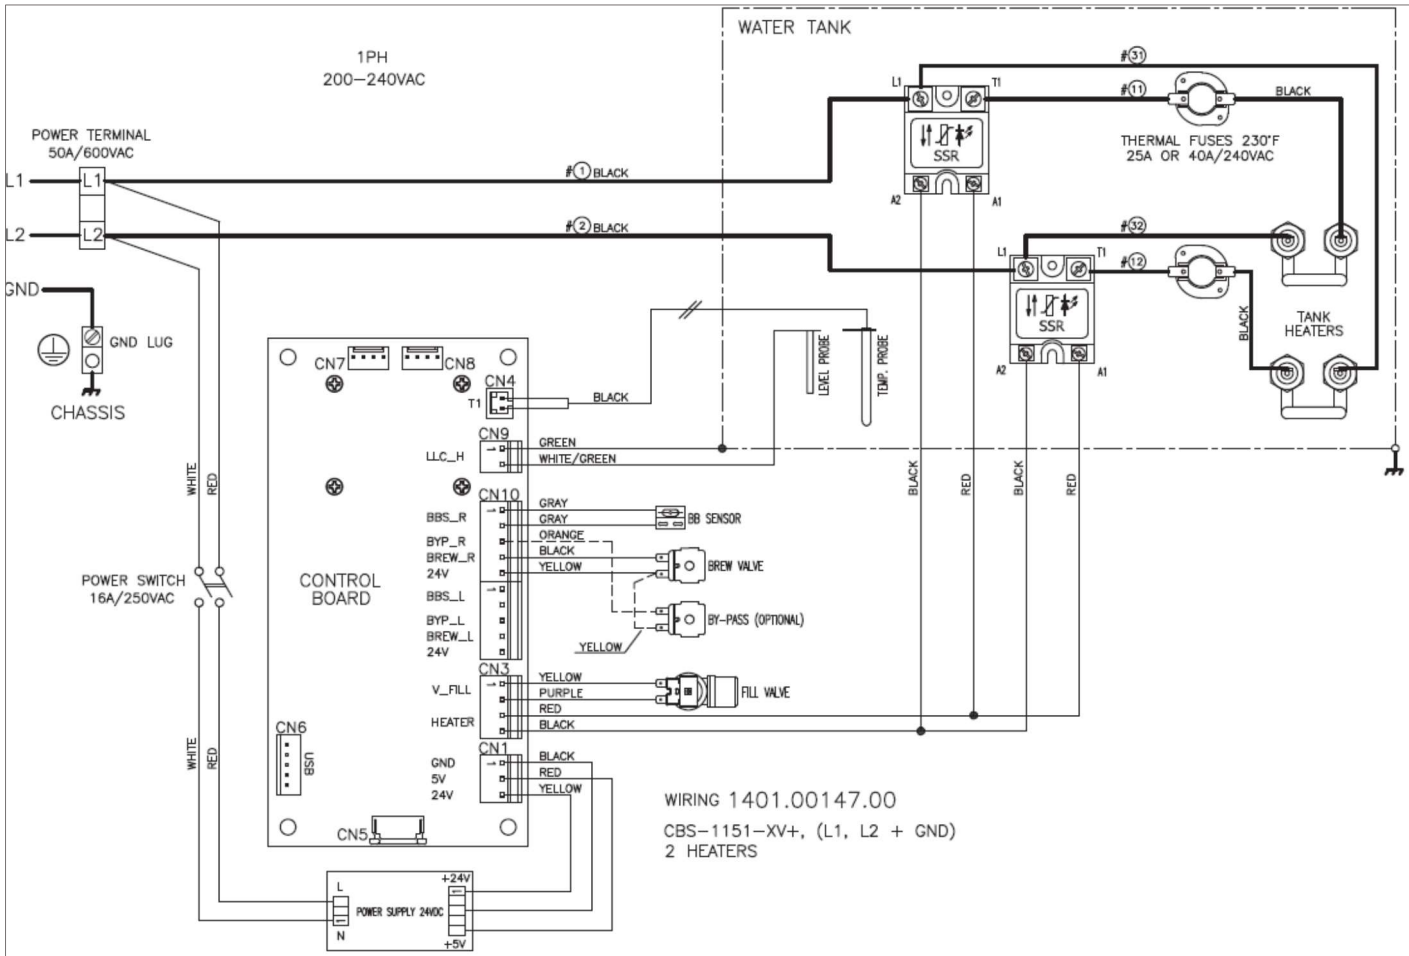 WATER TANK
1PH
200-240VAC
#31
L1
T1
#11
BLACK
THERMAL FUSES 230°F
25A OR 40A/240VAC
SSR
A2
A1
POWER TERMINAL
50A/600VAC
L1
L1
#1 BLACK
L2
L2
#2 BLACK
#32
L1
T1
#12
SSR
A2
A1
BLACK
TANK
HEATERS
GND
GND LUG
CHASSIS
CN7
CN8
CN4
T1
BLACK
LEVEL PROBE
TEMP. PROBE
CN9
LLC_H
GREEN
WHITE/GREEN
WHITE
RED
BLACK
RED
BLACK
RED
CN10
BBS_R
GRAY
GRAY
BB SENSOR
BYP_R
ORANGE
BREW_R
BLACK
24V
YELLOW
BREW VALVE
BBS_L
BYP_L
BREW_L
24V
BY-PASS (OPTIONAL)
YELLOW
POWER SWITCH
16A/250VAC
CONTROL
BOARD
CN3
V_FILL
YELLOW
PURPLE
FILL VALVE
HEATER
RED
BLACK
CN6
USB
WHITE
RED
CN1
GND
BLACK
5V
RED
24V
YELLOW
CN5
WIRING 1401.00147.00
CBS-1151-XV+, (L1, L2 + GND)
2 HEATERS
L
N
POWER SUPPLY 24VDC
+24V
+5V